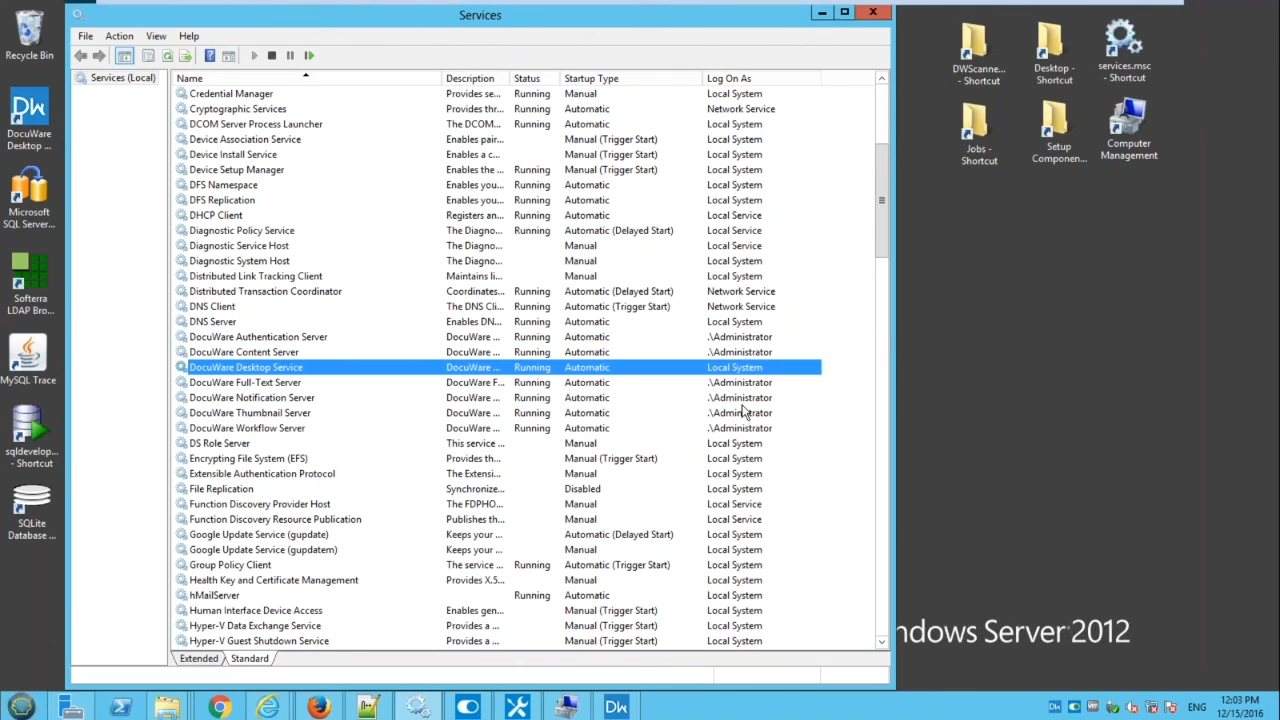 Services
File Action View Help
Services (Local)
Name Description Status Startup Type Log On As
Credential Manager Provides se... Running Manual Local System
Cryptographic Services Provides thr... Running Automatic Network Service
DCOM Server Process Launcher The DCOM... Running Automatic Local System
Device Association Service Enables pair... Manual (Trigger Start) Local System
Device Install Service Enables a c... Manual (Trigger Start) Local System
Device Setup Manager Enables the ... Running Manual (Trigger Start) Local System
DFS Namespace Enables you... Running Automatic Local System
DFS Replication Enables you... Running Automatic Local System
DHCP Client Registers an... Running Automatic Local Service
Diagnostic Policy Service The Diagno... Running Automatic (Delayed Start) Local Service
Diagnostic Service Host The Diagno... Manual Local Service
Diagnostic System Host The Diagno... Manual Local System
Distributed Link Tracking Client Maintains li... Manual Local System
Distributed Transaction Coordinator Coordinates... Running Automatic (Delayed Start) Network Service
DNS Client The DNS Cli... Running Automatic (Trigger Start) Network Service
DNS Server Enables DN... Running Automatic Local System
DocuWare Authentication Server DocuWare ... Running Automatic .\Administrator
DocuWare Content Server DocuWare ... Running Automatic .\Administrator
DocuWare Desktop Service DocuWare ... Running Automatic Local System
DocuWare Full-Text Server DocuWare F... Running Automatic .\Administrator
DocuWare Notification Server DocuWare ... Running Automatic .\Administrator
DocuWare Thumbnail Server DocuWare ... Running Automatic .\Administrator
DocuWare Workflow Server DocuWare ... Running Automatic .\Administrator
DS Role Server This service ... Manual Local System
Encrypting File System (EFS) Provides th... Manual (Trigger Start) Local System
Extensible Authentication Protocol The Extensi... Manual Local System
File Replication Synchronize... Disabled Local System
Function Discovery Provider Host The FDPHO... Manual Local Service
Function Discovery Resource Publication Publishes th... Manual Local Service
Google Update Service (gupdate) Keeps your ... Automatic (Delayed Start) Local System
Google Update Service (gupdatem) Keeps your ... Manual Local System
Group Policy Client The service ... Running Automatic (Trigger Start) Local System
Health Key and Certificate Management Provides X.5... Manual Local System
hMailServer Running Automatic Local System
Human Interface Device Access Enables gen... Manual (Trigger Start) Local System
Hyper-V Data Exchange Service Provides a ... Manual (Trigger Start) Local System
Hyper-V Guest Shutdown Service Provides a ... Manual (Trigger Start) Local System
Extended Standard
Recycle Bin
DW
DocuWare
Desktop ...
Microsoft
SQL Server...
Softerra
LDAP Bro...
MySQL Trace
sqldevelop...
- Shortcut
SQLite
Database ...
DWScanne...
- Shortcut
Desktop -
Shortcut
services.msc
- Shortcut
Jobs -
Shortcut
Setup
Componen...
Computer
Management
ndows Server 2012
DW
DW
ENG
12:03 PM
12/15/2016